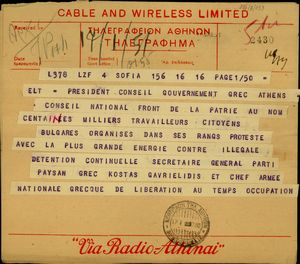 CABLE AND WIRELESS LIMITED
ΤΗΛΕΓΡΑΦΕΙΟΝ ΑΘΗΝΩΝ
ΤΗΛΕΓΡΑΦΗΜΑ
2430
L378 LZF 4 SOFIA 156 16 16 PAGE1/50 =
ELT = PRESIDENT CONSEIL GOUVERNEMENT GREC ATHENS
CONSEIL NATIONAL FRONT DE LA PATRIE AU NOM
CENTAINES MILLIERS TRAVAILLEURS CITOYENS
BULGARES ORGANISES DANS SES RANGS PROTESTE
AVEC LA PLUS GRANDE ENERGIE CONTRE ILLEGALE
DETENTION CONTINUELLE SECRETAIRE GENERAL PARTI
PAYSAN GREC KOSTAS GAVRIELIDIS ET CHEF ARMEE
NATIONALE GRECQUE DE LIBERATION AU TEMPS OCCUPATION
"Via Radio-Athinai"